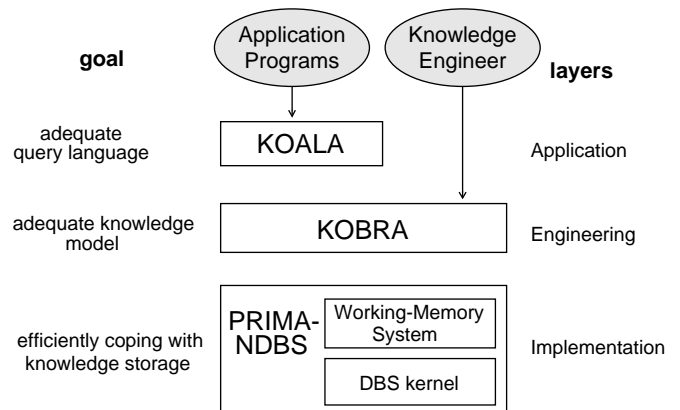 goal
Application
Programs
Knowledge
Engineer
layers
adequate
query language
KOALA
Application
adequate knowledge
model
KOBRA
Engineering
efficiently coping with
knowledge storage
PRIMA-
NDBS
Working-Memory
System
DBS kernel
Implementation